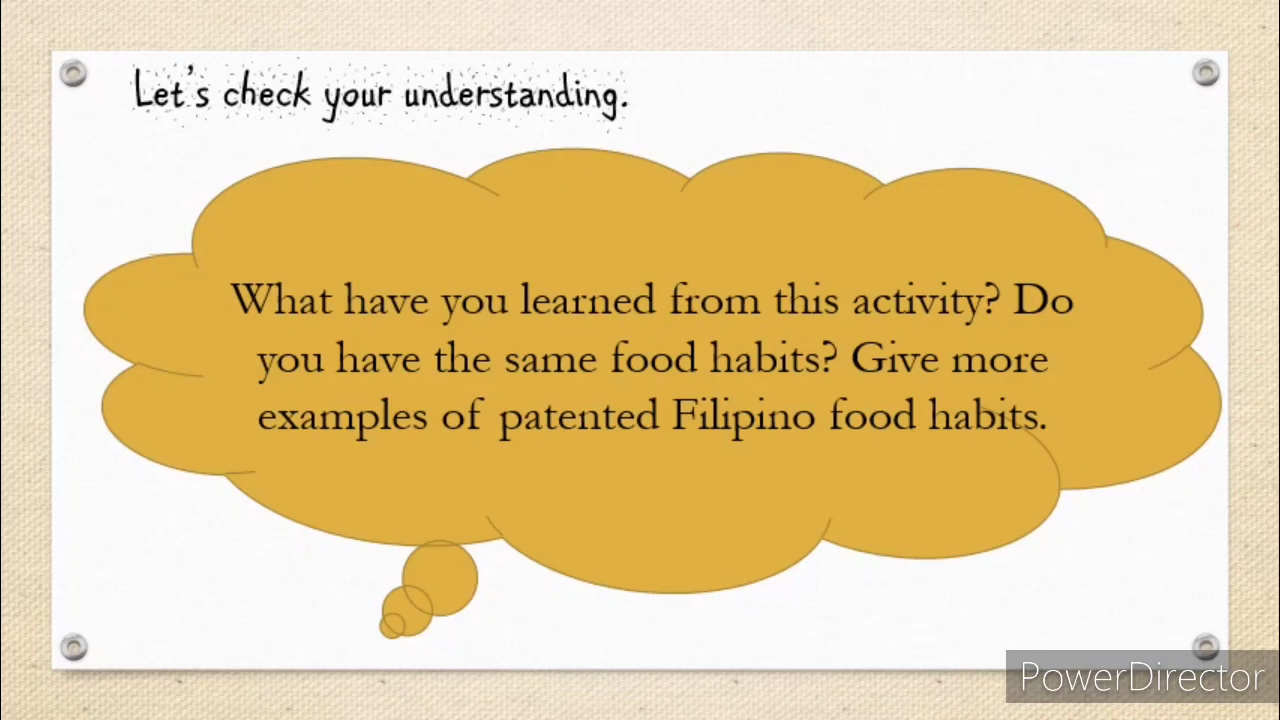 Let's check your understanding.
What have you learned from this activity? Do
you have the same food habits? Give more
examples of patented Filipino food habits.
PowerDirector